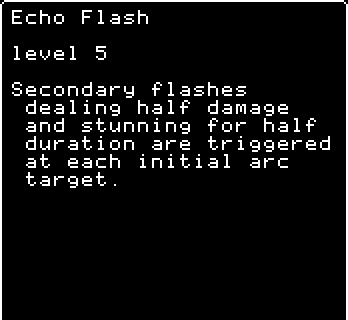 Echo Flash
level 5
Secondary flashes
dealing half damage
and stunning for half
duration are triggered
at each initial arc
target.